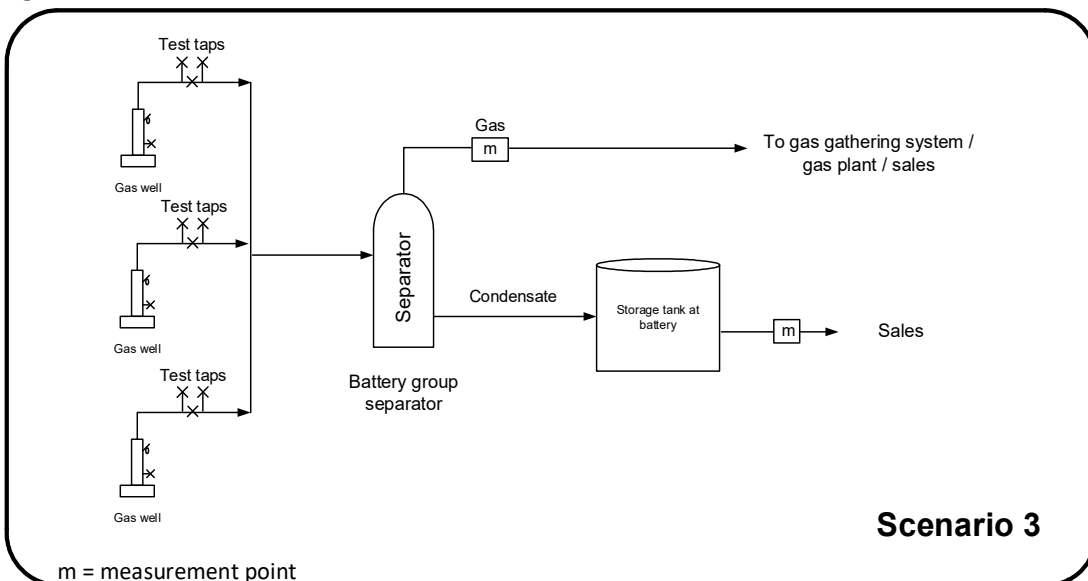 Test taps
Gas well
Test taps
Gas well
Test taps
Gas well
Separator
Battery group
separator
Gas
m
To gas gathering system /
gas plant / sales
Condensate
Storage tank at
battery
m
Sales
Scenario 3
m = measurement point